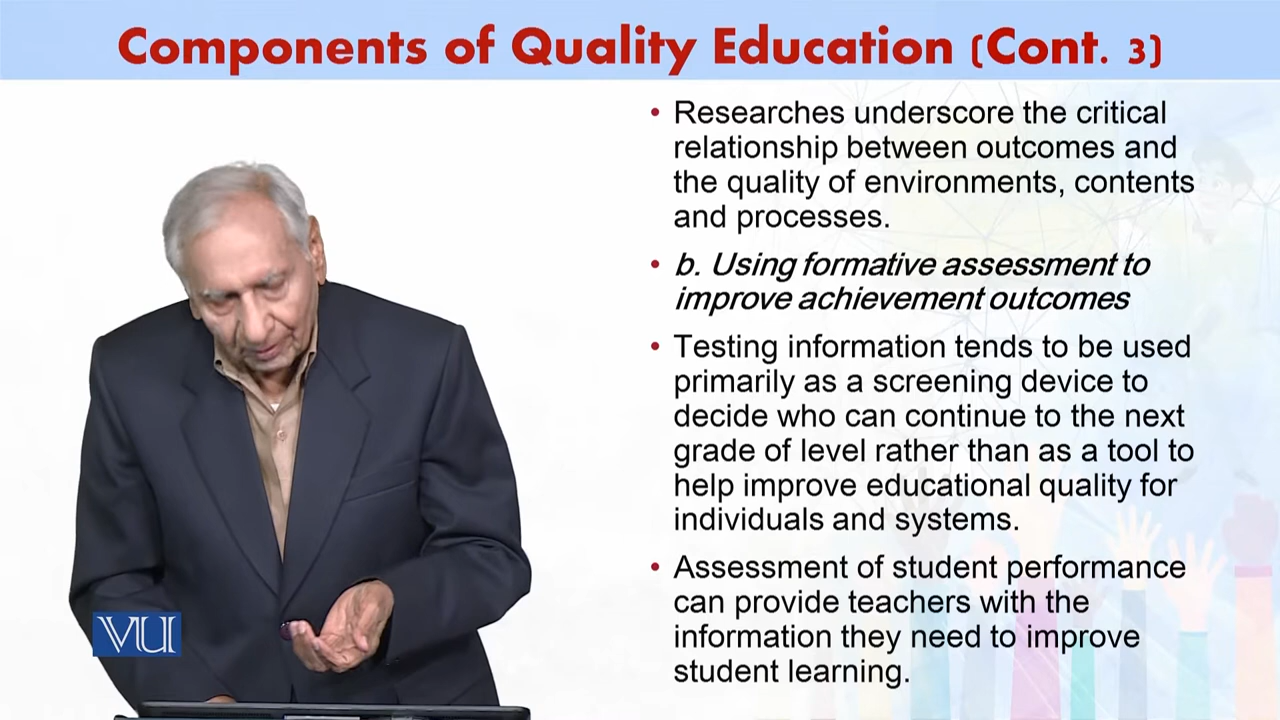 Components of Quality Education (Cont. 3)
• Researches underscore the critical
relationship between outcomes and
the quality of environments, contents
and processes.
• b. Using formative assessment to
improve achievement outcomes
• Testing information tends to be used
primarily as a screening device to
decide who can continue to the next
grade of level rather than as a tool to
help improve educational quality for
individuals and systems.
• Assessment of student performance
can provide teachers with the
information they need to improve
student learning.
VU